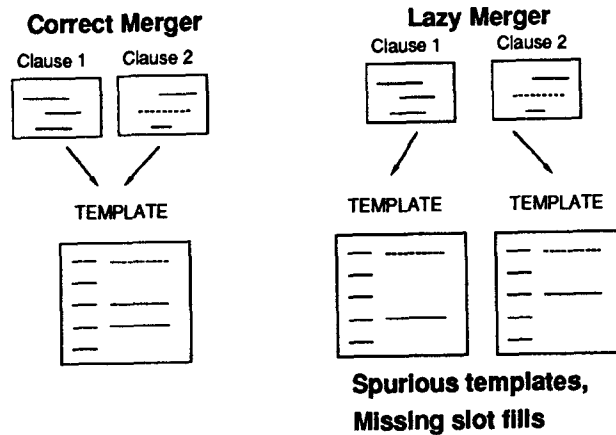 Correct Merger
Clause 1 Clause 2
TEMPLATE
Lazy Merger
Clause 1 Clause 2
TEMPLATE TEMPLATE
Spurious templates,
Missing slot fills